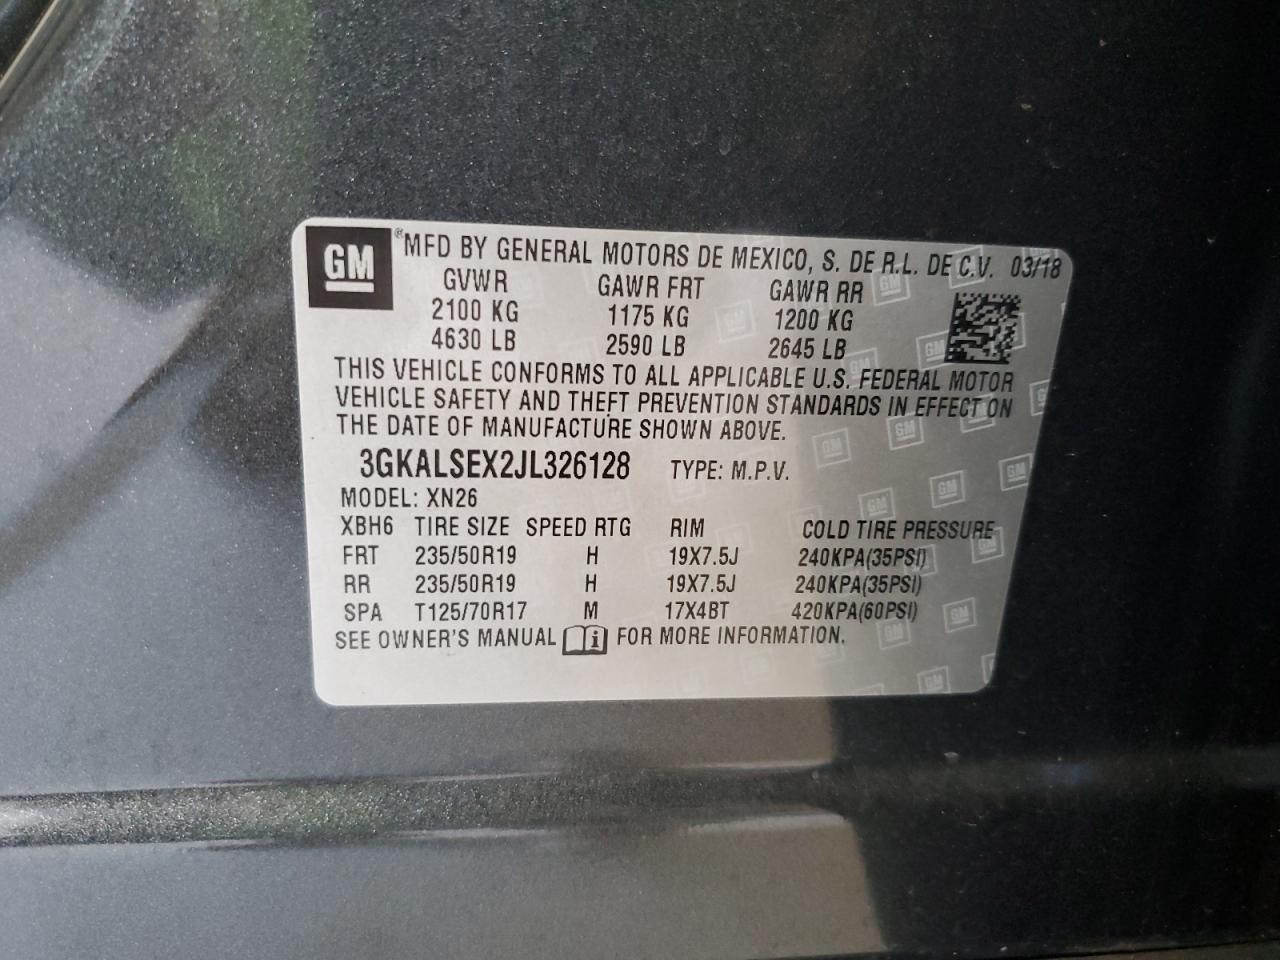 GM ® MFD BY GENERAL MOTORS DE MEXICO, S. DE R.L. DE C.V. 03/18
GVWR GAWR FRT GAWR RR
2100 KG 1175 KG 1200 KG
4630 LB 2590 LB 2645 LB
THIS VEHICLE CONFORMS TO ALL APPLICABLE U.S. FEDERAL MOTOR
VEHICLE SAFETY AND THEFT PREVENTION STANDARDS IN EFFECT ON
THE DATE OF MANUFACTURE SHOWN ABOVE.
3GKALSEX2JL326128 TYPE: M.P.V.
MODEL: XN26
XBH6 TIRE SIZE SPEED RTG RIM COLD TIRE PRESSURE
FRT 235/50R19 H 19X7.5J 240KPA(35PSI)
RR 235/50R19 H 19X7.5J 240KPA(35PSI)
SPA T125/70R17 M 17X4BT 420KPA(60PSI)
SEE OWNER'S MANUAL i FOR MORE INFORMATION.